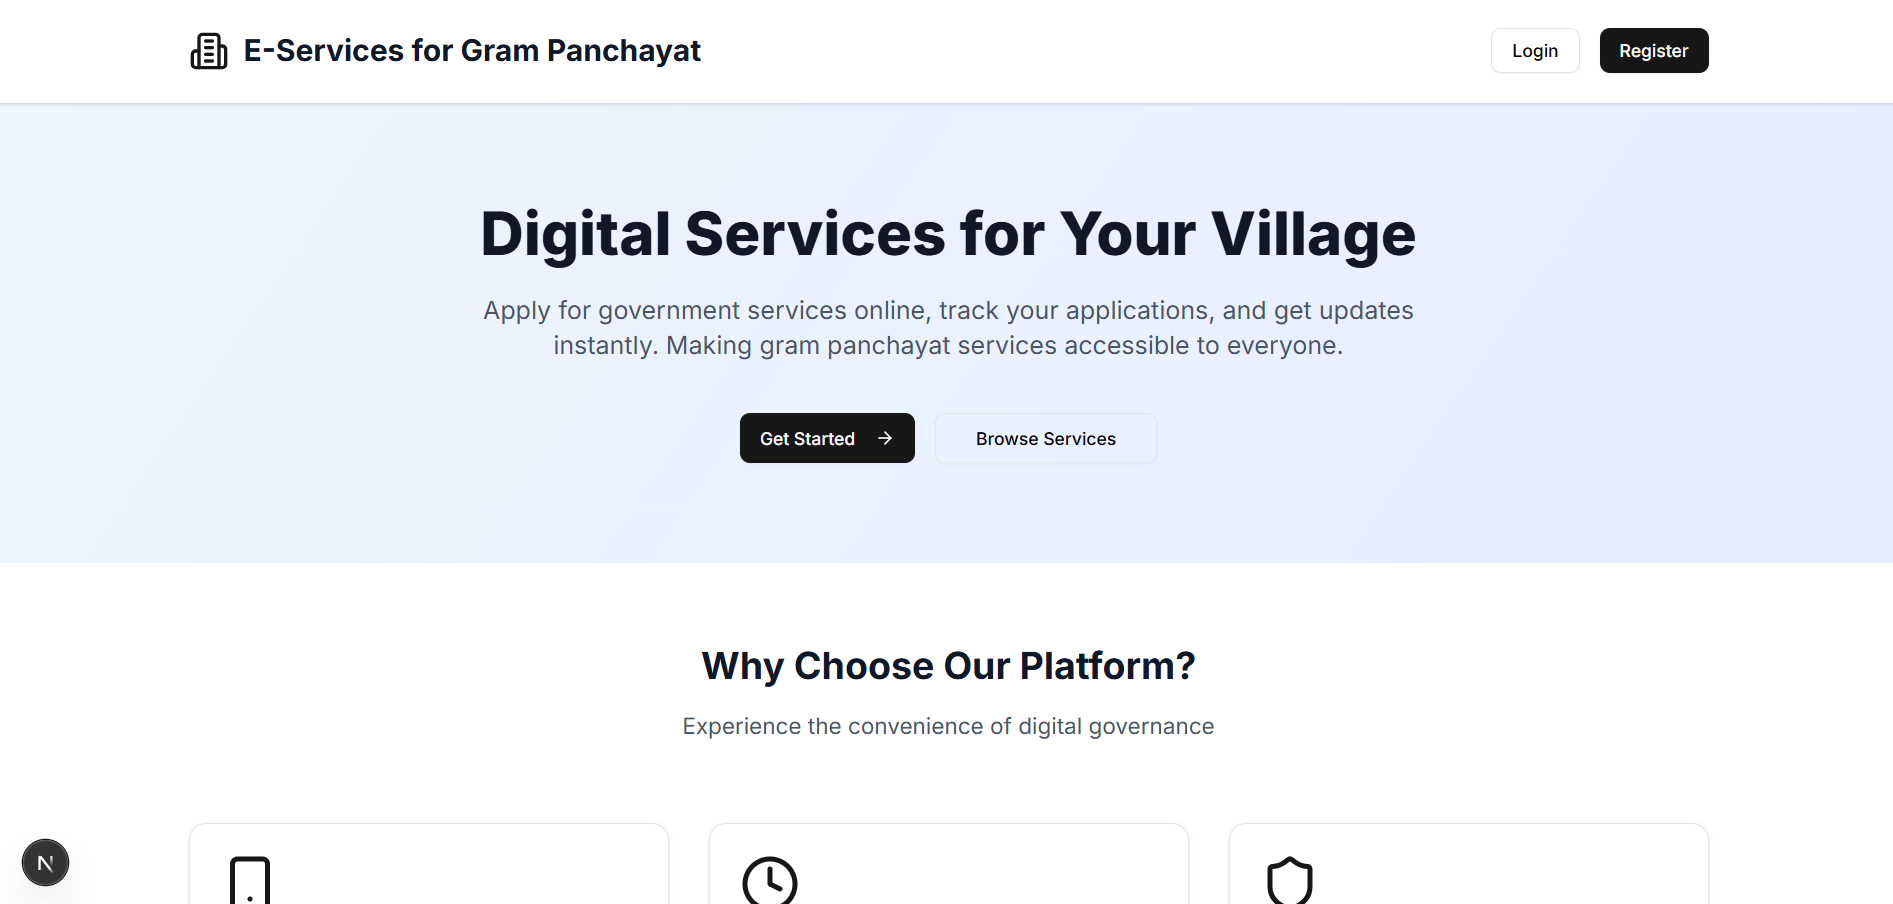 E-Services for Gram Panchayat
Login
Register
Digital Services for Your Village
Apply for government services online, track your applications, and get updates
instantly. Making gram panchayat services accessible to everyone.
Get Started
Browse Services
Why Choose Our Platform?
Experience the convenience of digital governance
N